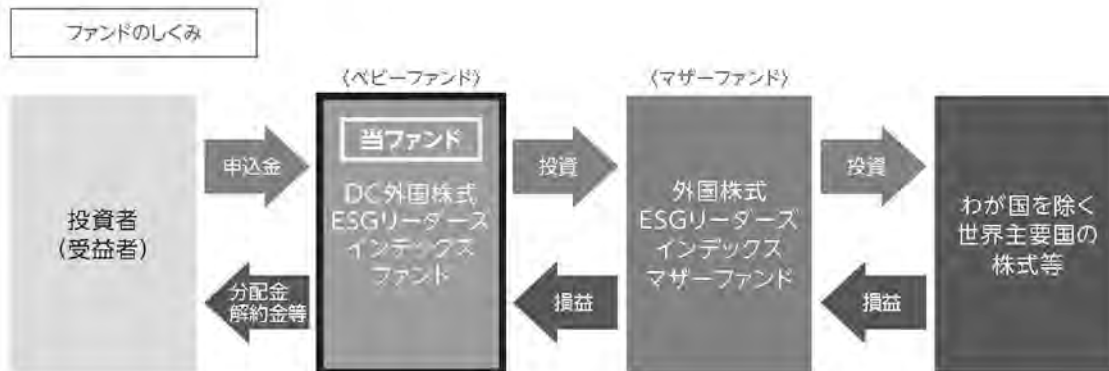 ファンドのしくみ
〈ベビーファンド〉
〈マザーファンド〉
投資者
(受益者)
申込金
分配金
解約金等
当ファンド
DC外国株式
ESGリーダーズ
インデックス
ファンド
投資
損益
外国株式
ESGリーダーズ
インデックス
マザーファンド
投資
損益
わが国を除く
世界主要国の
株式等